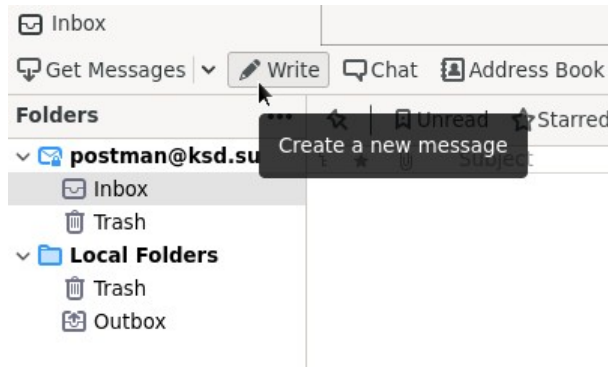 Inbox
Get Messages Write Chat Address Book
Folders Unread Starred
Create a new message
postman@ksd.su Subject
Inbox
Trash
Local Folders
Trash
Outbox